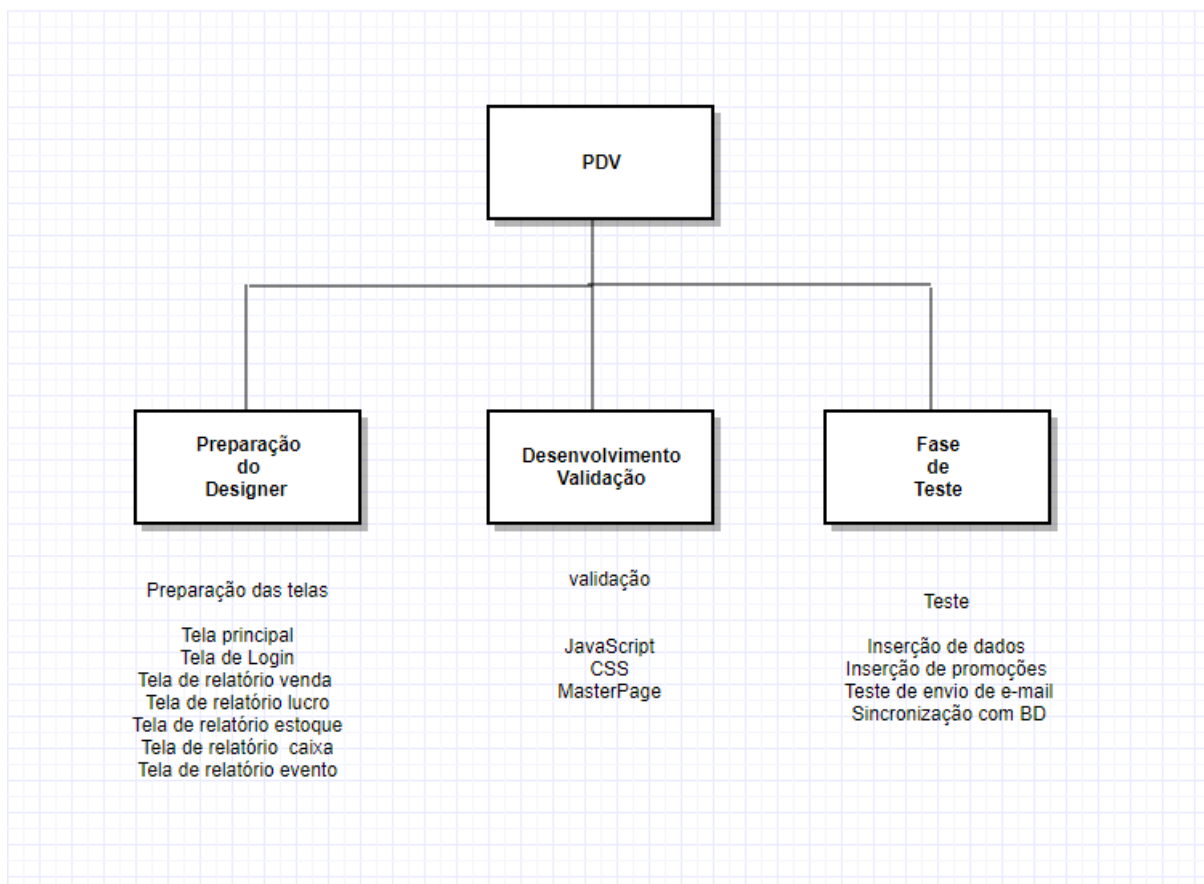 PDV
Preparação
do
Designer
Desenvolvimento
Validação
Fase
de
Teste
Preparação das telas
Tela principal
Tela de Login
Tela de relatório venda
Tela de relatório lucro
Tela de relatório estoque
Tela de relatório caixa
Tela de relatório evento
validação
JavaScript
CSS
MasterPage
Teste
Inserção de dados
Inserção de promoções
Teste de envio de e-mail
Sincronização com BD